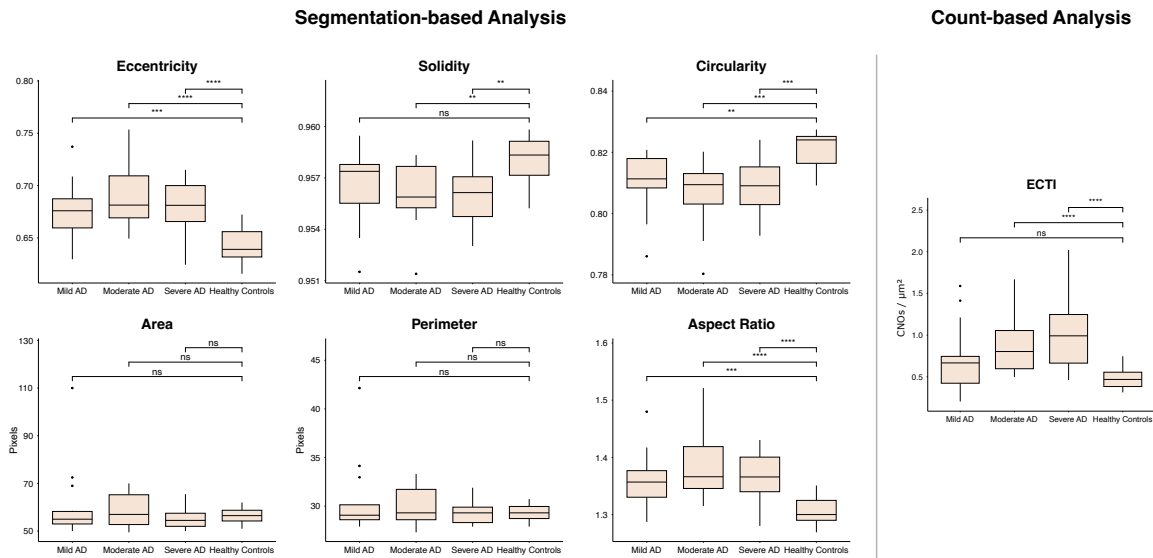 Segmentation-based Analysis
Count-based Analysis
Eccentricity
0.80
0.75
0.70
0.65
****
****
***
Mild AD Moderate AD Severe AD Healthy Controls
Solidity
0.960
0.957
0.954
0.951
**
**
ns
Mild AD Moderate AD Severe AD Healthy Controls
Circularity
0.84
0.82
0.80
0.78
***
***
**
Mild AD Moderate AD Severe AD Healthy Controls
Area
130
110
90
70
50
Pixels
ns
ns
ns
Mild AD Moderate AD Severe AD Healthy Controls
Perimeter
45
40
35
30
Pixels
ns
ns
ns
Mild AD Moderate AD Severe AD Healthy Controls
Aspect Ratio
1.6
1.5
1.4
1.3
****
****
***
Mild AD Moderate AD Severe AD Healthy Controls
ECTI
2.5
2.0
1.5
1.0
0.5
CNOs / µm²
****
****
ns
Mild AD Moderate AD Severe AD Healthy Controls